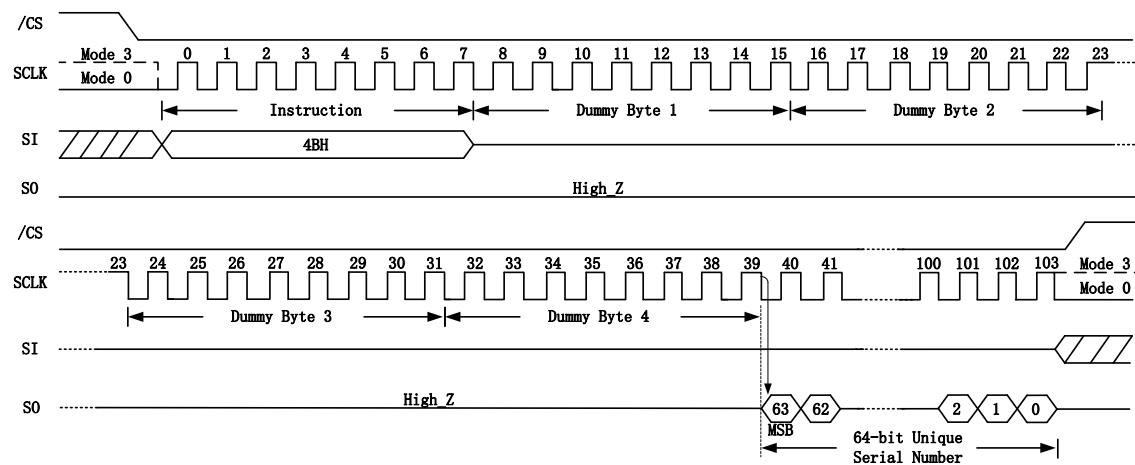 /CS
Mode 3 0 1 2 3 4 5 6 7 8 9 10 11 12 13 14 15 16 17 18 19 20 21 22 23
SCLK
Mode 0
Instruction Dummy Byte 1 Dummy Byte 2
SI
4BH
SO
High_Z
/CS
23 24 25 26 27 28 29 30 31 32 33 34 35 36 37 38 39 40 41 100 101 102 103 Mode 3
SCLK
Mode 0
Dummy Byte 3 Dummy Byte 4
SI
SO
High_Z
63 62 2 1 0
MSB
64-bit Unique
Serial Number